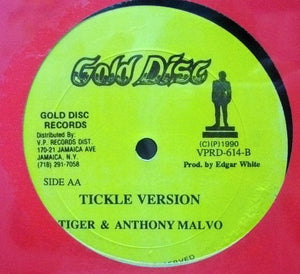 GOLD DISC
GOLD DISC
RECORDS
Distributed By:
V.P. RECORDS DIST.
170-21 JAMAICA AVE
JAMAICA, N.Y.
(718) 291-7058
(C)(P)1990
VPRD-614-B
Prod. by Edgar White
SIDE AA
TICKLE VERSION
TIGER & ANTHONY MALVO